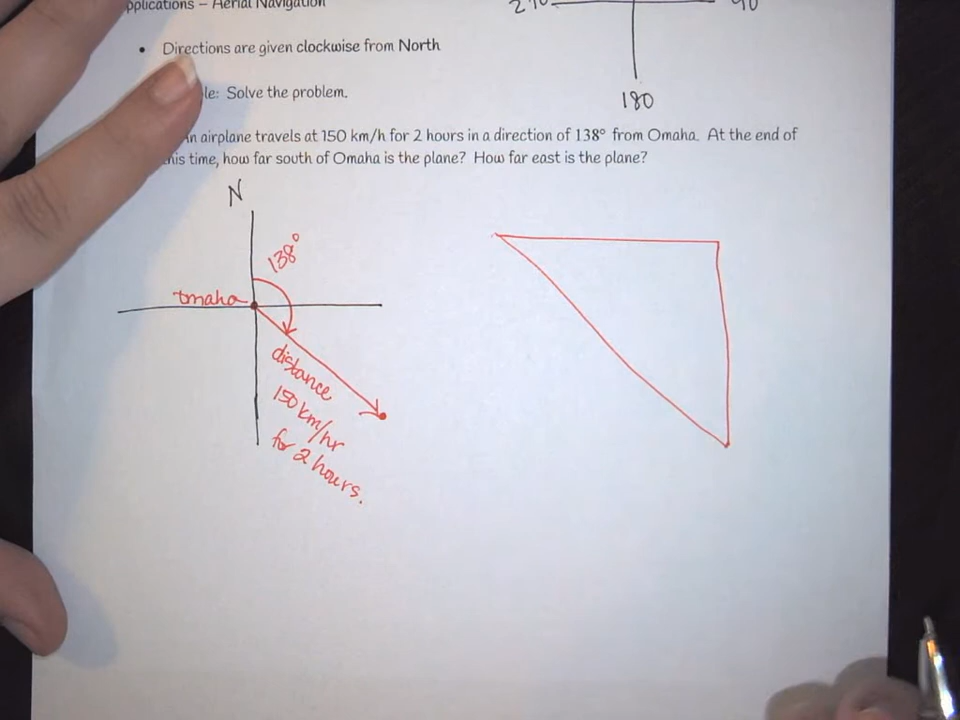 pplications – Aerial Navigation
270
90
• Directions are given clockwise from North
180
le: Solve the problem.
An airplane travels at 150 km/h for 2 hours in a direction of 138° from Omaha. At the end of
his time, how far south of Omaha is the plane? How far east is the plane?
N
138°
Omaha
distance
150 km/hr
for 2 hours.